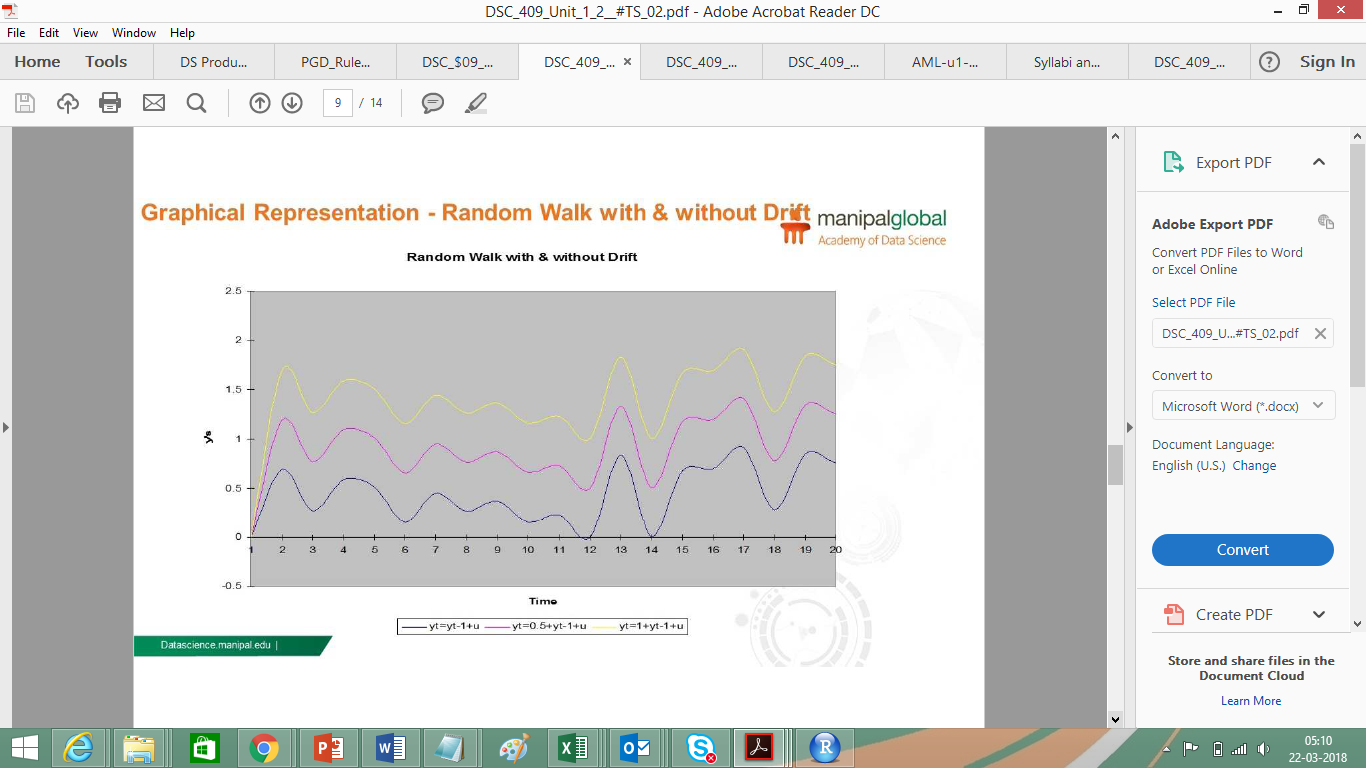 DSC_409_Unit_1_2__#TS_02.pdf - Adobe Acrobat Reader DC
File Edit View Window Help
Home Tools DS Produ... PGD_Rule... DSC_$09_... DSC_409_... × DSC_409_... DSC_409_... AML-u1-... Syllabi an... DSC_409_... ? Sign In
9 / 14
Graphical Representation - Random Walk with & without Drift
manipalglobal
Academy of Data Science
Random Walk with & without Drift
2.5
2
1.5
1
0.5
0
-0.5
y's
1 2 3 4 5 6 7 8 9 10 11 12 13 14 15 16 17 18 19 20
Time
yt=yt-1+u yt=0.5+yt-1+u yt=1+yt-1+u
Datascience.manipal.edu |
Export PDF
Adobe Export PDF
Convert PDF Files to Word
or Excel Online
Select PDF File
DSC_409_U...#TS_02.pdf
Convert to
Microsoft Word (*.docx)
Document Language:
English (U.S.) Change
Convert
Create PDF
Store and share files in the
Document Cloud
Learn More
05:10
22-03-2018